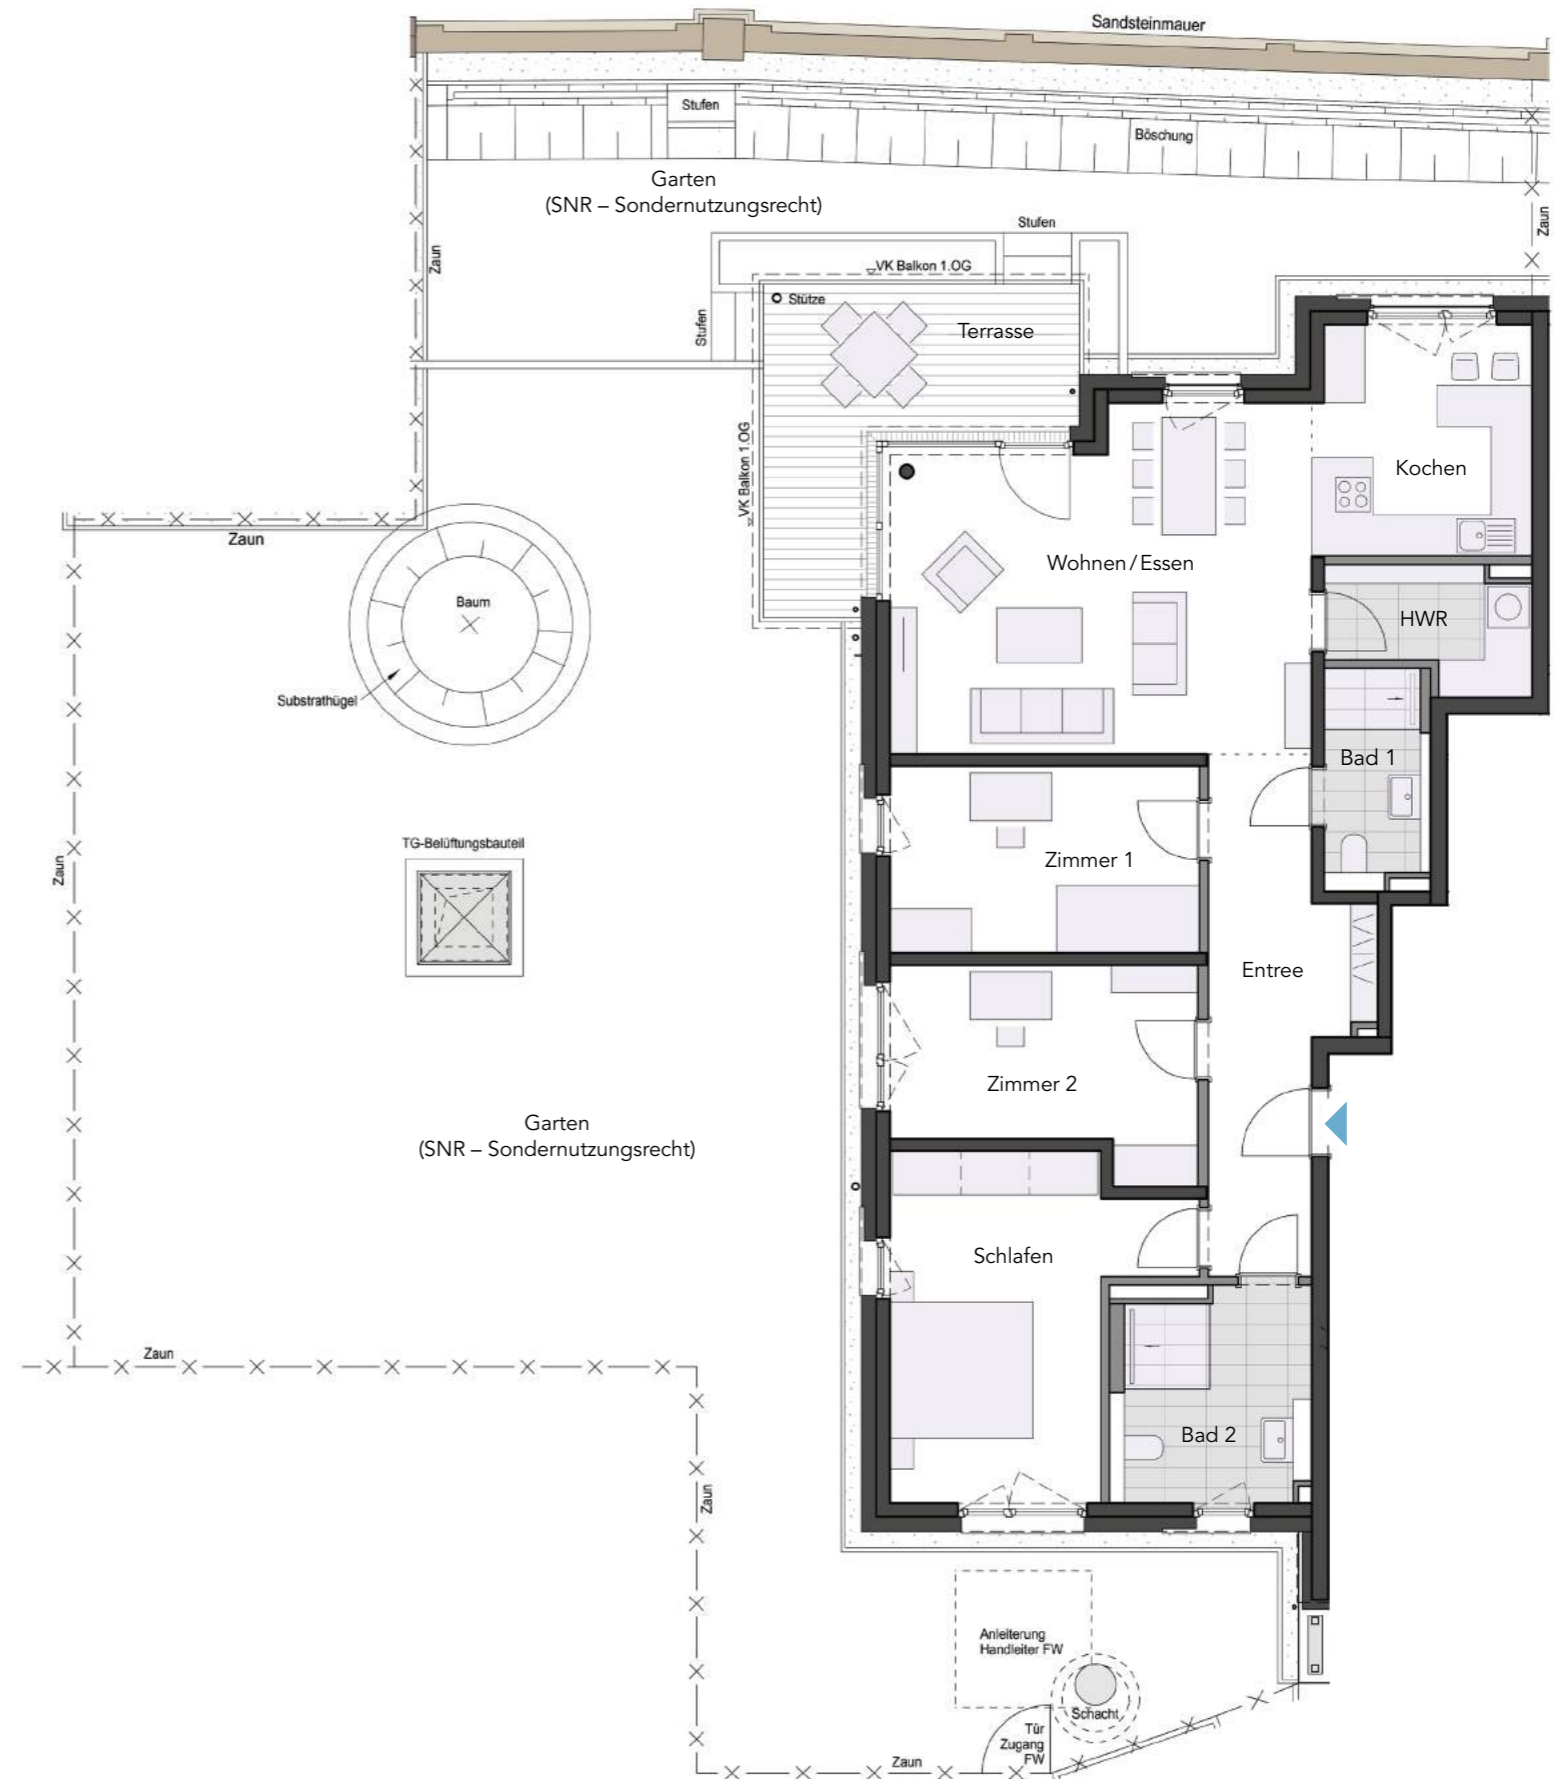 Sandsteinmauer
Stufen
Böschung
Garten
(SNR – Sondernutzungsrecht)
Zaun
Zaun
Stufen
VK Balkon 1.OG
Stütze
Stufen
Terrasse
VK Balkon 1.OG
Kochen
Zaun
Wohnen / Essen
Baum
HWR
Substrathügel
Bad 1
TG-Belüftungsbauteil
Zaun
Zimmer 1
Entree
Zimmer 2
Garten
(SNR – Sondernutzungsrecht)
Schlafen
Zaun
Bad 2
Zaun
Anleiterung
Handleiter FW
Schacht
Tür
Zugang
FW
Zaun